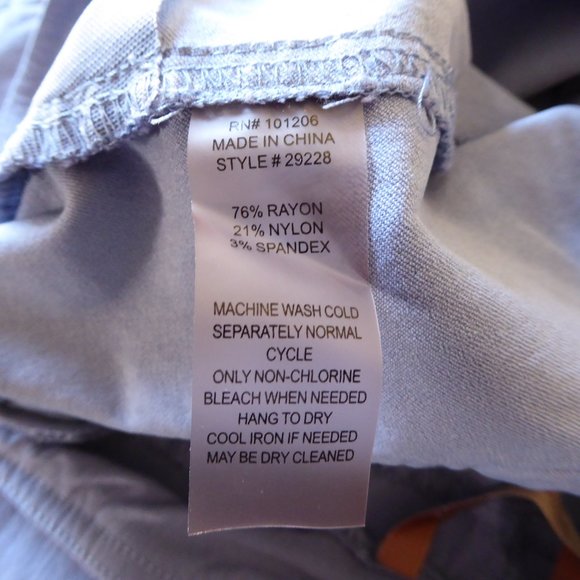 RN# 101206
MADE IN CHINA
STYLE # 29228
76% RAYON
21% NYLON
3% SPANDEX
MACHINE WASH COLD
SEPARATELY NORMAL
CYCLE
ONLY NON-CHLORINE
BLEACH WHEN NEEDED
HANG TO DRY
COOL IRON IF NEEDED
MAY BE DRY CLEANED